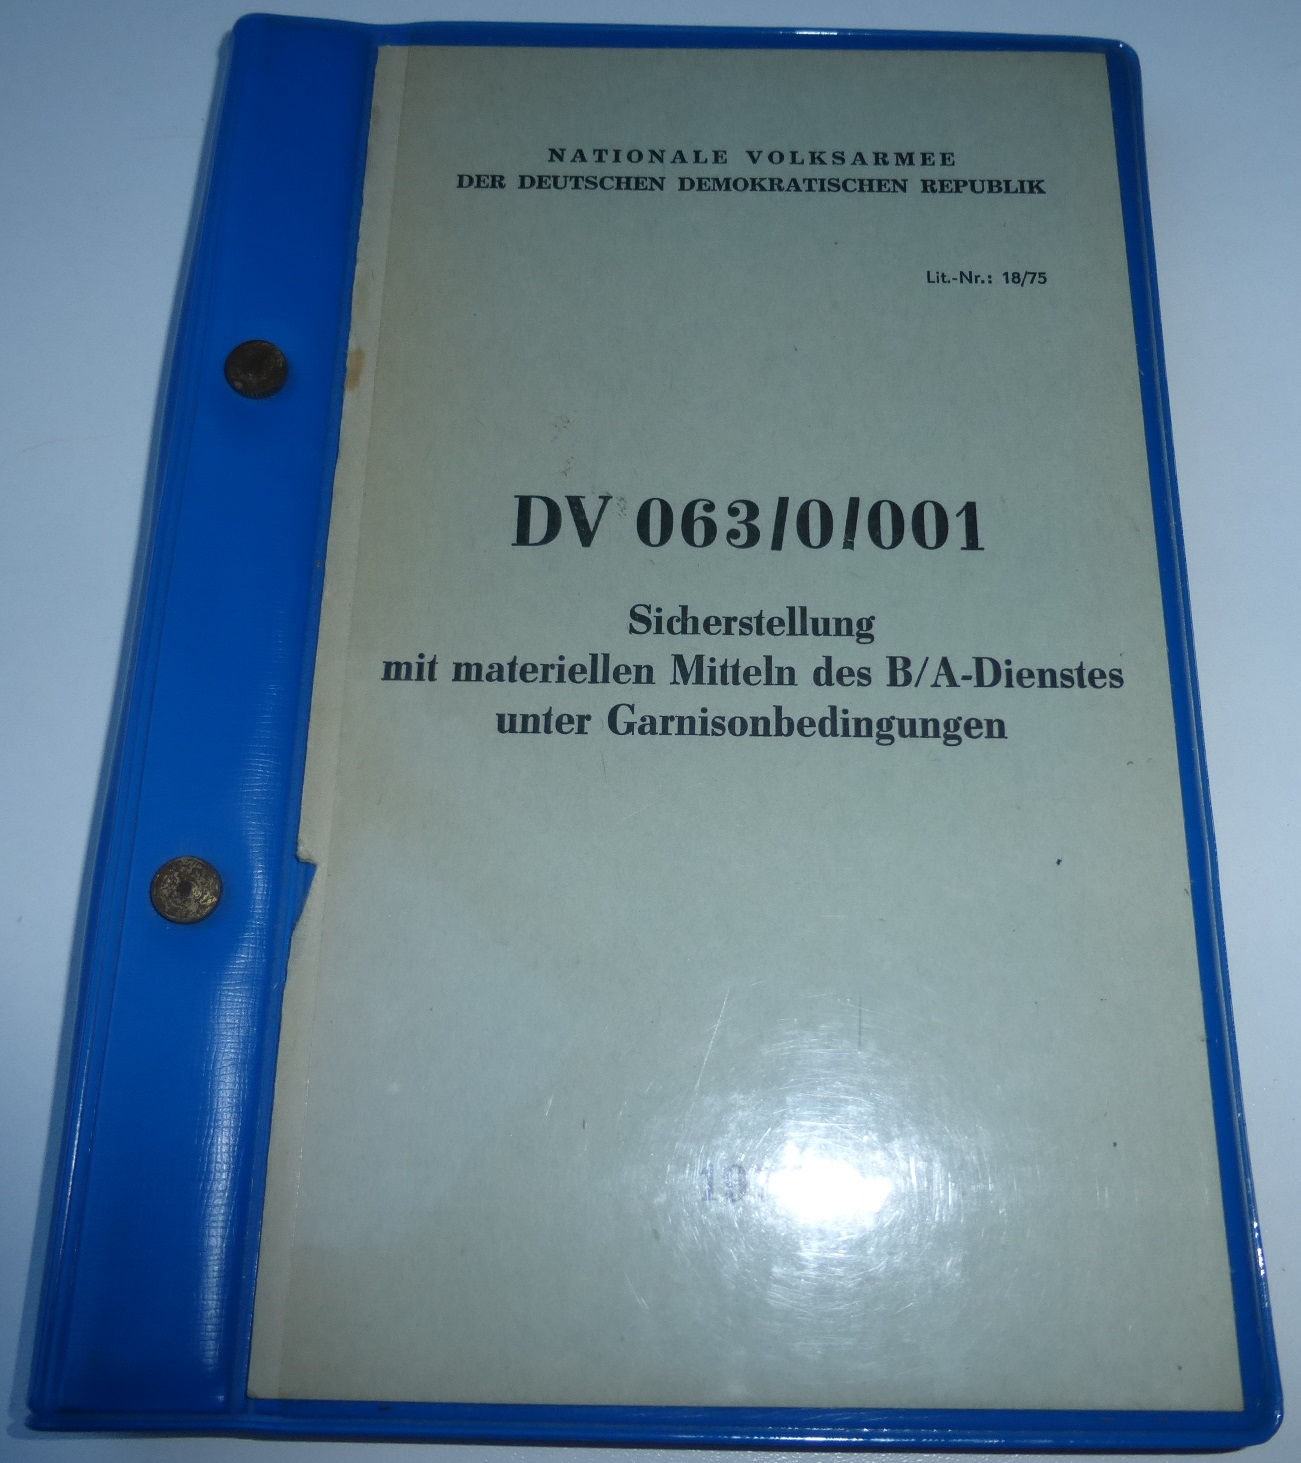 NATIONALE VOLKSARMEE
DER DEUTSCHEN DEMOKRATISCHEN REPUBLIK
Lit.-Nr.: 18/75
DV 063/0/001
Sicherstellung
mit materiellen Mitteln des B/A-Dienstes
unter Garnisonbedingungen